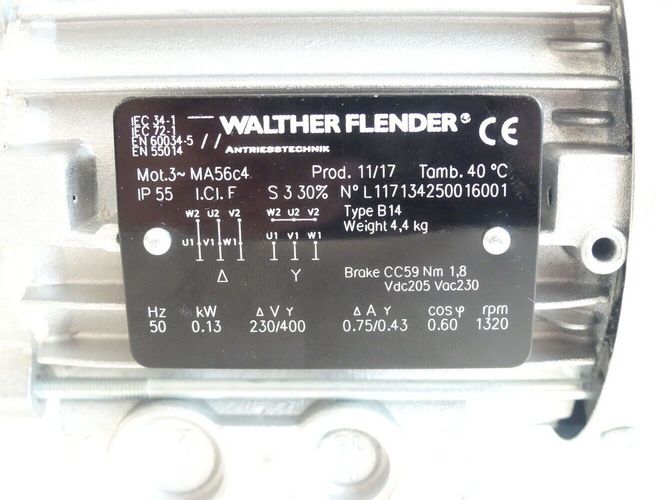 IEC 34-1
IEC 72-1
EN 60034-5
EN 55014
WALTHER FLENDER®
ANTRIEBSTECHNIK
CE
Mot.3~ MA56c4 Prod. 11/17 Tamb. 40 °C
IP 55 I.Cl. F S 3 30% N° L117134250016001
W2 U2 V2 W2 U2 V2 Type B14
Weight 4,4 kg
U1 V1 W1 U1 V1 W1
Δ Y
Brake CC59 Nm 1,8
Vdc205 Vac230
Hz kW Δ V Y Δ A Y cos φ rpm
50 0.13 230/400 0.75/0.43 0.60 1320